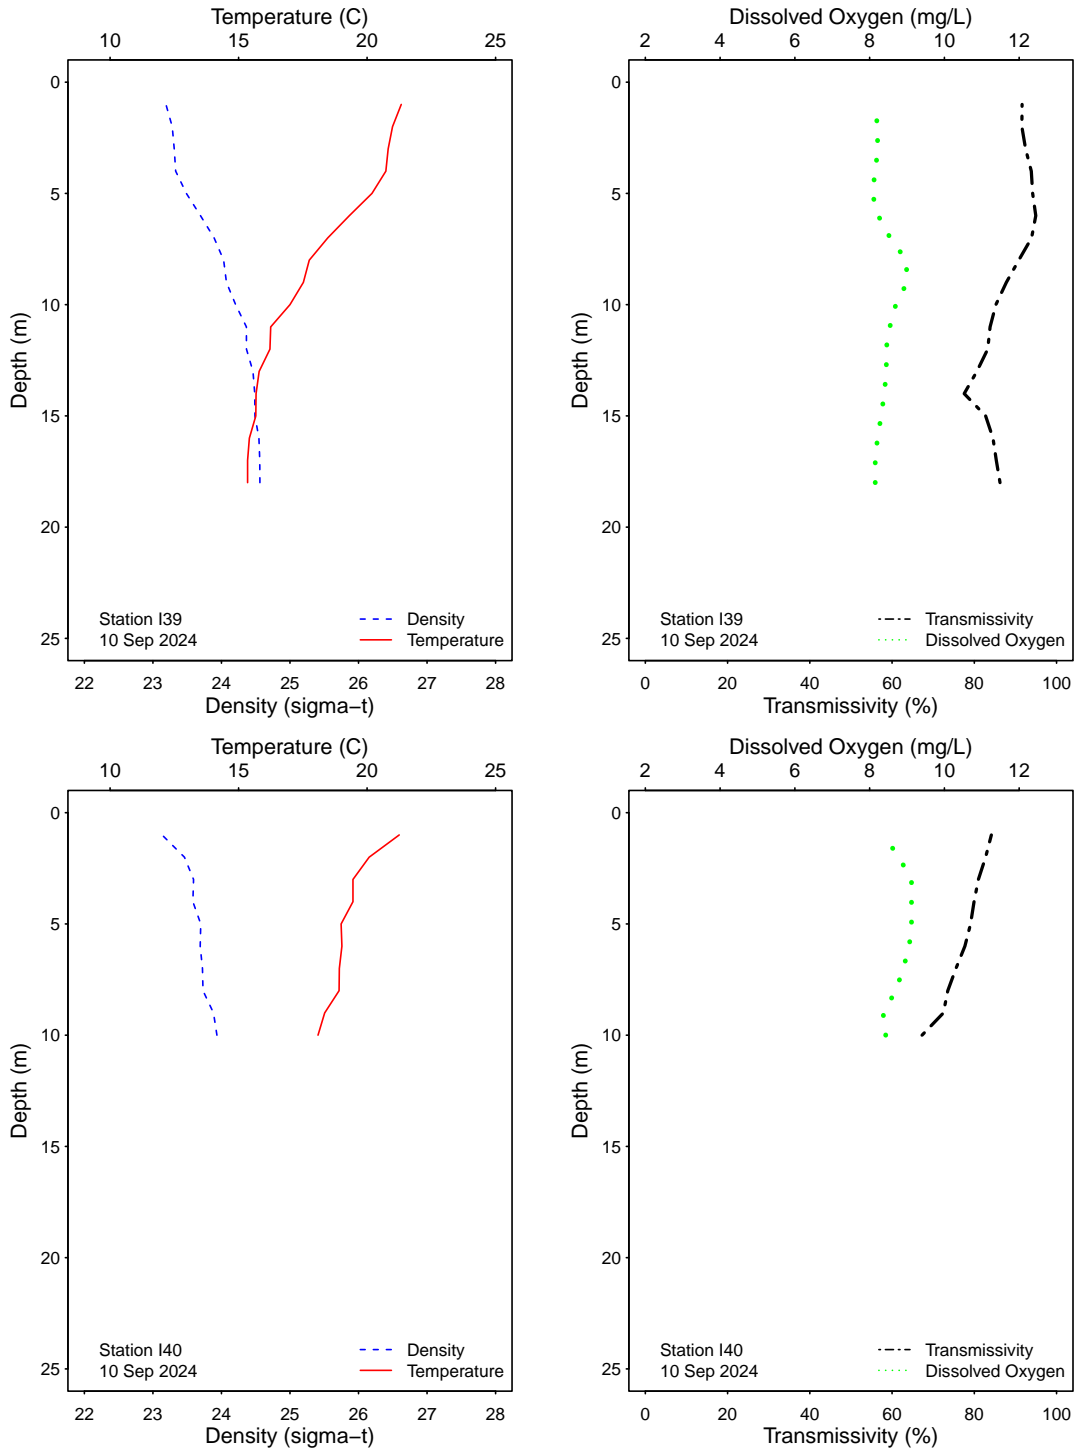 Temperature (C)
10 15 20 25
0
5
10
15
20
25
Depth (m)
Station I39
10 Sep 2024
Density
Temperature
22 23 24 25 26 27 28
Density (sigma−t)
Dissolved Oxygen (mg/L)
2 4 6 8 10 12
0
5
10
15
20
25
Depth (m)
Station I39
10 Sep 2024
Transmissivity
Dissolved Oxygen
0 20 40 60 80 100
Transmissivity (%)
Temperature (C)
10 15 20 25
0
5
10
15
20
25
Depth (m)
Station I40
10 Sep 2024
Density
Temperature
22 23 24 25 26 27 28
Density (sigma−t)
Dissolved Oxygen (mg/L)
2 4 6 8 10 12
0
5
10
15
20
25
Depth (m)
Station I40
10 Sep 2024
Transmissivity
Dissolved Oxygen
0 20 40 60 80 100
Transmissivity (%)